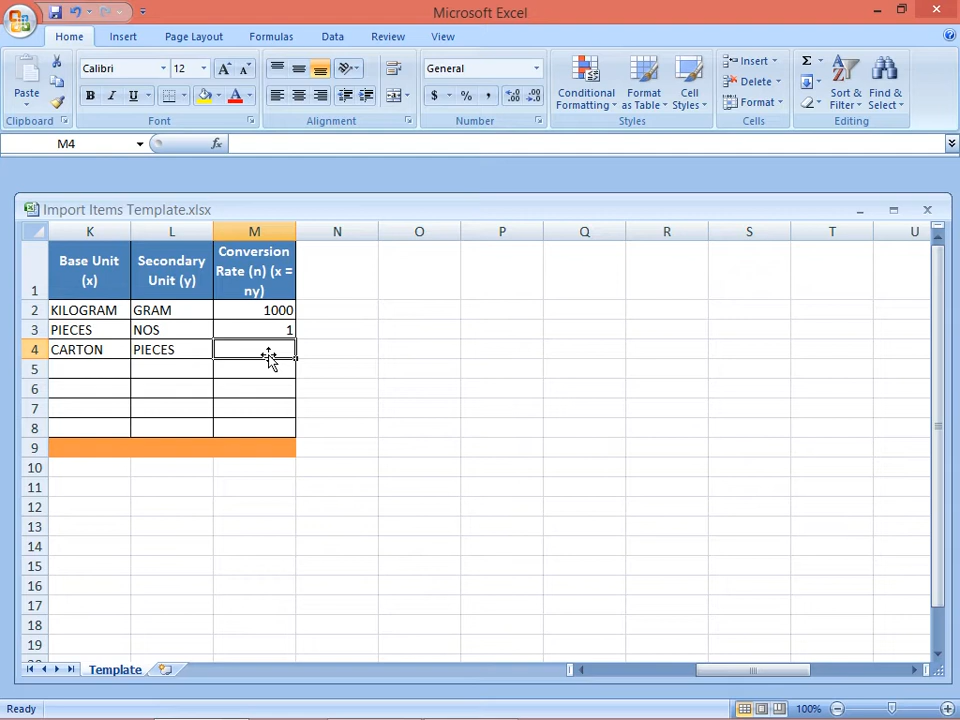 Microsoft Excel
Home Insert Page Layout Formulas Data Review View
Paste
Calibri 12
B I U A
General
$ % ,
Conditional Formatting
Format as Table
Cell Styles
Insert
Delete
Format
Σ
Sort & Filter
Find & Select
Clipboard Font Alignment Number Styles Cells Editing
M4 fx
Import Items Template.xlsx
K L M N O P Q R S T U
1 Base Unit (x) Secondary Unit (y) Conversion Rate (n) (x = ny)
2 KILOGRAM GRAM 1000
3 PIECES NOS 1
4 CARTON PIECES
5
6
7
8
9
10
11
12
13
14
15
16
17
18
19
Template
Ready 100%